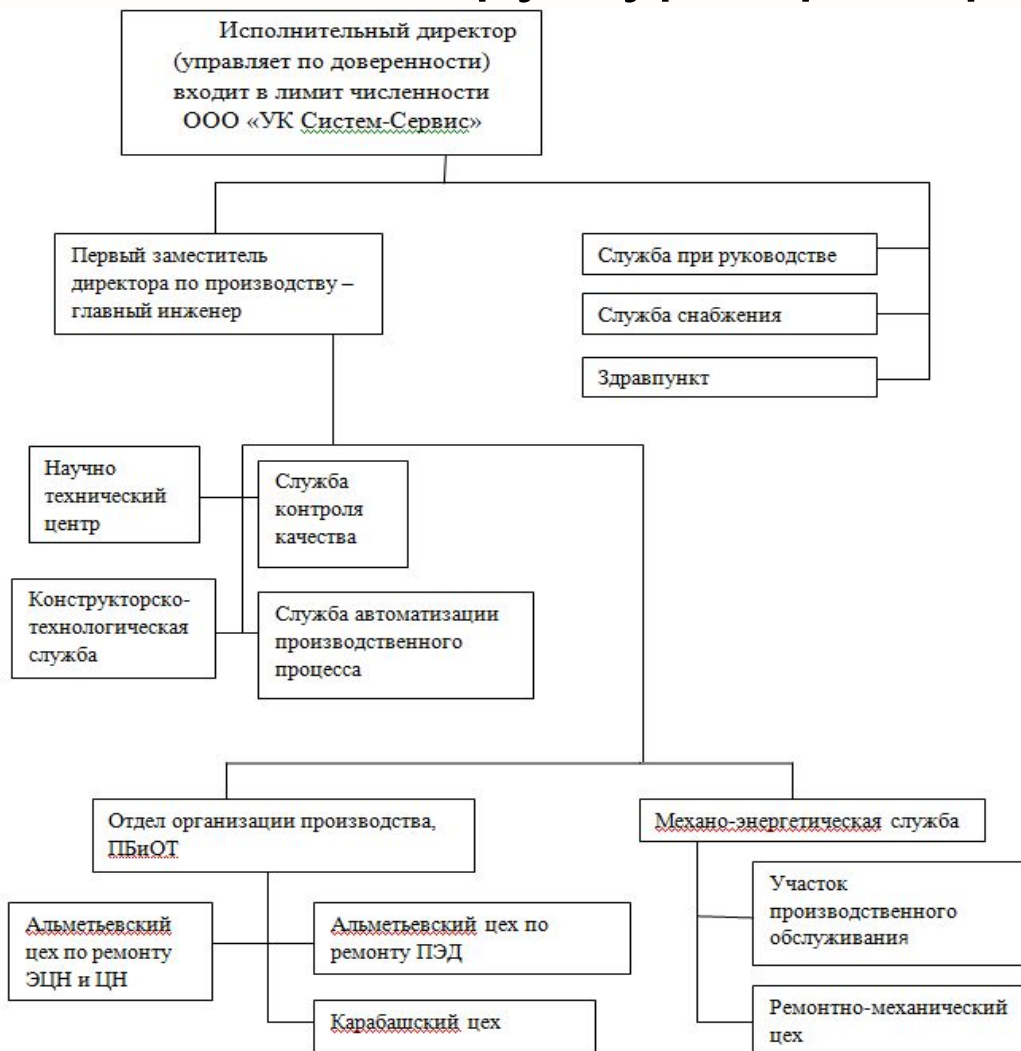 Исполнительный директор
(управляет по доверенности)
входит в лимит численности
ООО «УК Систем-Сервис»
Первый заместитель
директора по производству –
главный инженер
Служба при руководстве
Служба снабжения
Здравпункт
Научно
технический
центр
Служба
контроля
качества
Конструкторско-
технологическая
служба
Служба автоматизации
производственного
процесса
Отдел организации производства,
ПБиОТ
Механо-энергетическая служба
Альметьевский
цех по ремонту
ЭЦН и ЦН
Альметьевский цех по
ремонту ПЭД
Карабашский цех
Участок
производственного
обслуживания
Ремонтно-механический
цех